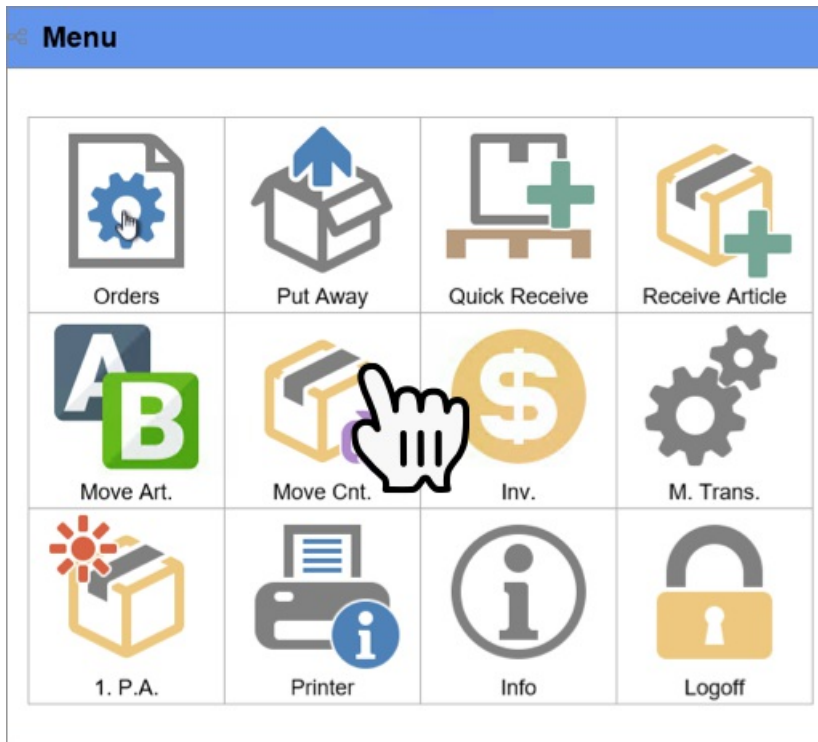 Menu
Orders
Put Away
Quick Receive
Receive Article
A
B
$
Move Art.
Move Cnt.
Inv.
M. Trans.
i
i
1. P.A.
Printer
Info
Logoff